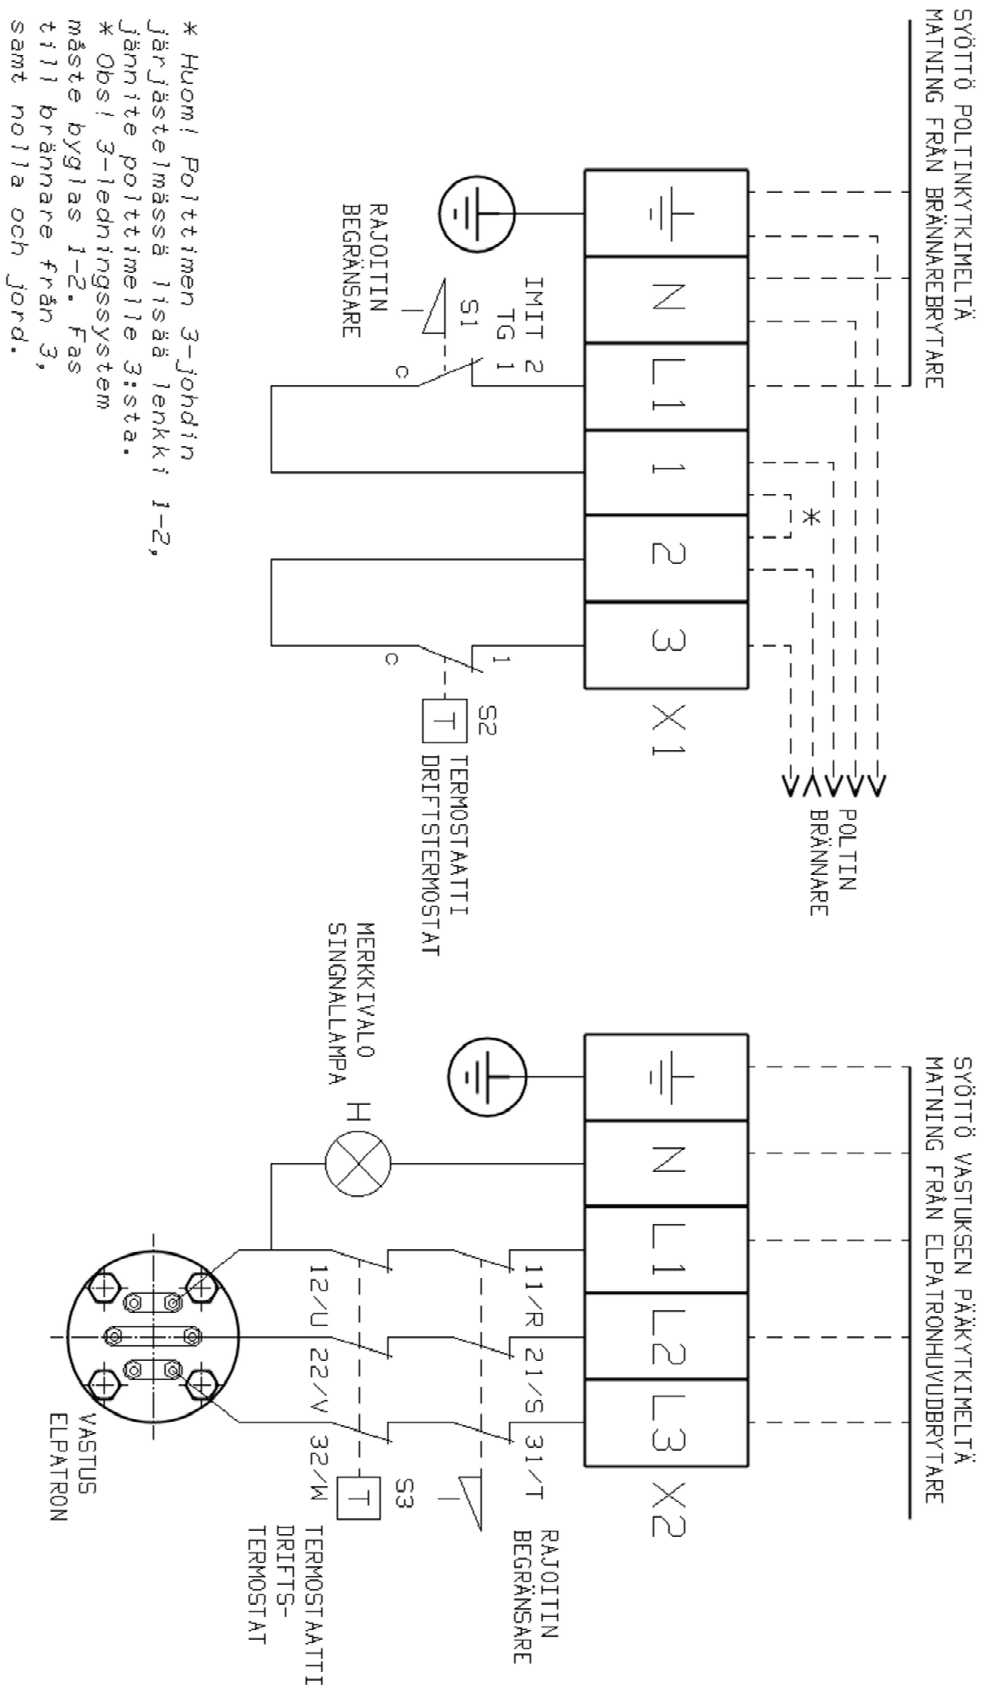 SYÖTTÖ POLTINKYTKIMELTÄ
MATNING FRÅN BRÄNNAREBRYTARE
N
L1
1
2
3
X1
*
POLTIN
BRÄNNARE
RAJOITIN
BEGRÄNSARE
S1
IMIT 2
TG 1
c
1
c
S2
T
TERMOSTAATTI
DRIFTSTERMOSTAT
* Huom! Polttimen 3-johdin
järjästelmässä lisää lenkki 1-2,
jännite polttimelle 3:sta.
* Obs! 3-ledningssystem
måste byglas 1-2. Fas
till brännare från 3,
samt nolla och jord.
SYÖTTÖ VASTUKSEN PÄÄKYTKIMELTÄ
MATNING FRÅN ELPATRONHUVUDBRYTARE
N
L1
L2
L3
X2
MERKKIVALO
SINGNALLAMPA
H
11/R
21/S
31/T
RAJOITIN
BEGRÄNSARE
12/U
22/V
32/W
S3
T
TERMOSTAATTI
DRIFTS-
TERMOSTAT
VASTUS
ELPATRON